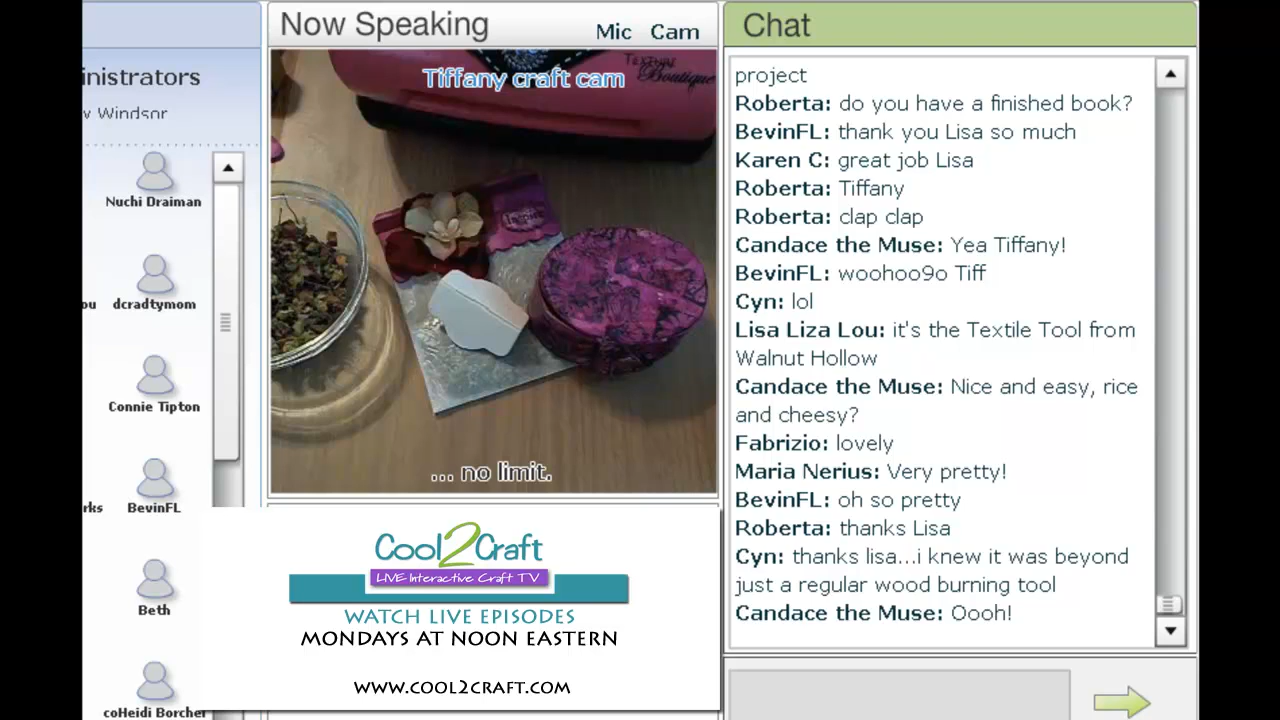 inistrators
w Windsor
Nuchi Draiman
ou
dcradtymom
Connie Tipton
rks
BevinFL
Beth
coHeidi Borcher
Now Speaking
Mic
Cam
Texture
Boutique
Tiffany craft cam
Inspire
... no limit.
Cool2Craft
LIVE Interactive Craft TV
WATCH LIVE EPISODES
MONDAYS AT NOON EASTERN
WWW.COOL2CRAFT.COM
Chat
project
Roberta: do you have a finished book?
BevinFL: thank you Lisa so much
Karen C: great job Lisa
Roberta: Tiffany
Roberta: clap clap
Candace the Muse: Yea Tiffany!
BevinFL: woohoo9o Tiff
Cyn: lol
Lisa Liza Lou: it's the Textile Tool from
Walnut Hollow
Candace the Muse: Nice and easy, rice
and cheesy?
Fabrizio: lovely
Maria Nerius: Very pretty!
BevinFL: oh so pretty
Roberta: thanks Lisa
Cyn: thanks lisa...i knew it was beyond
just a regular wood burning tool
Candace the Muse: Oooh!